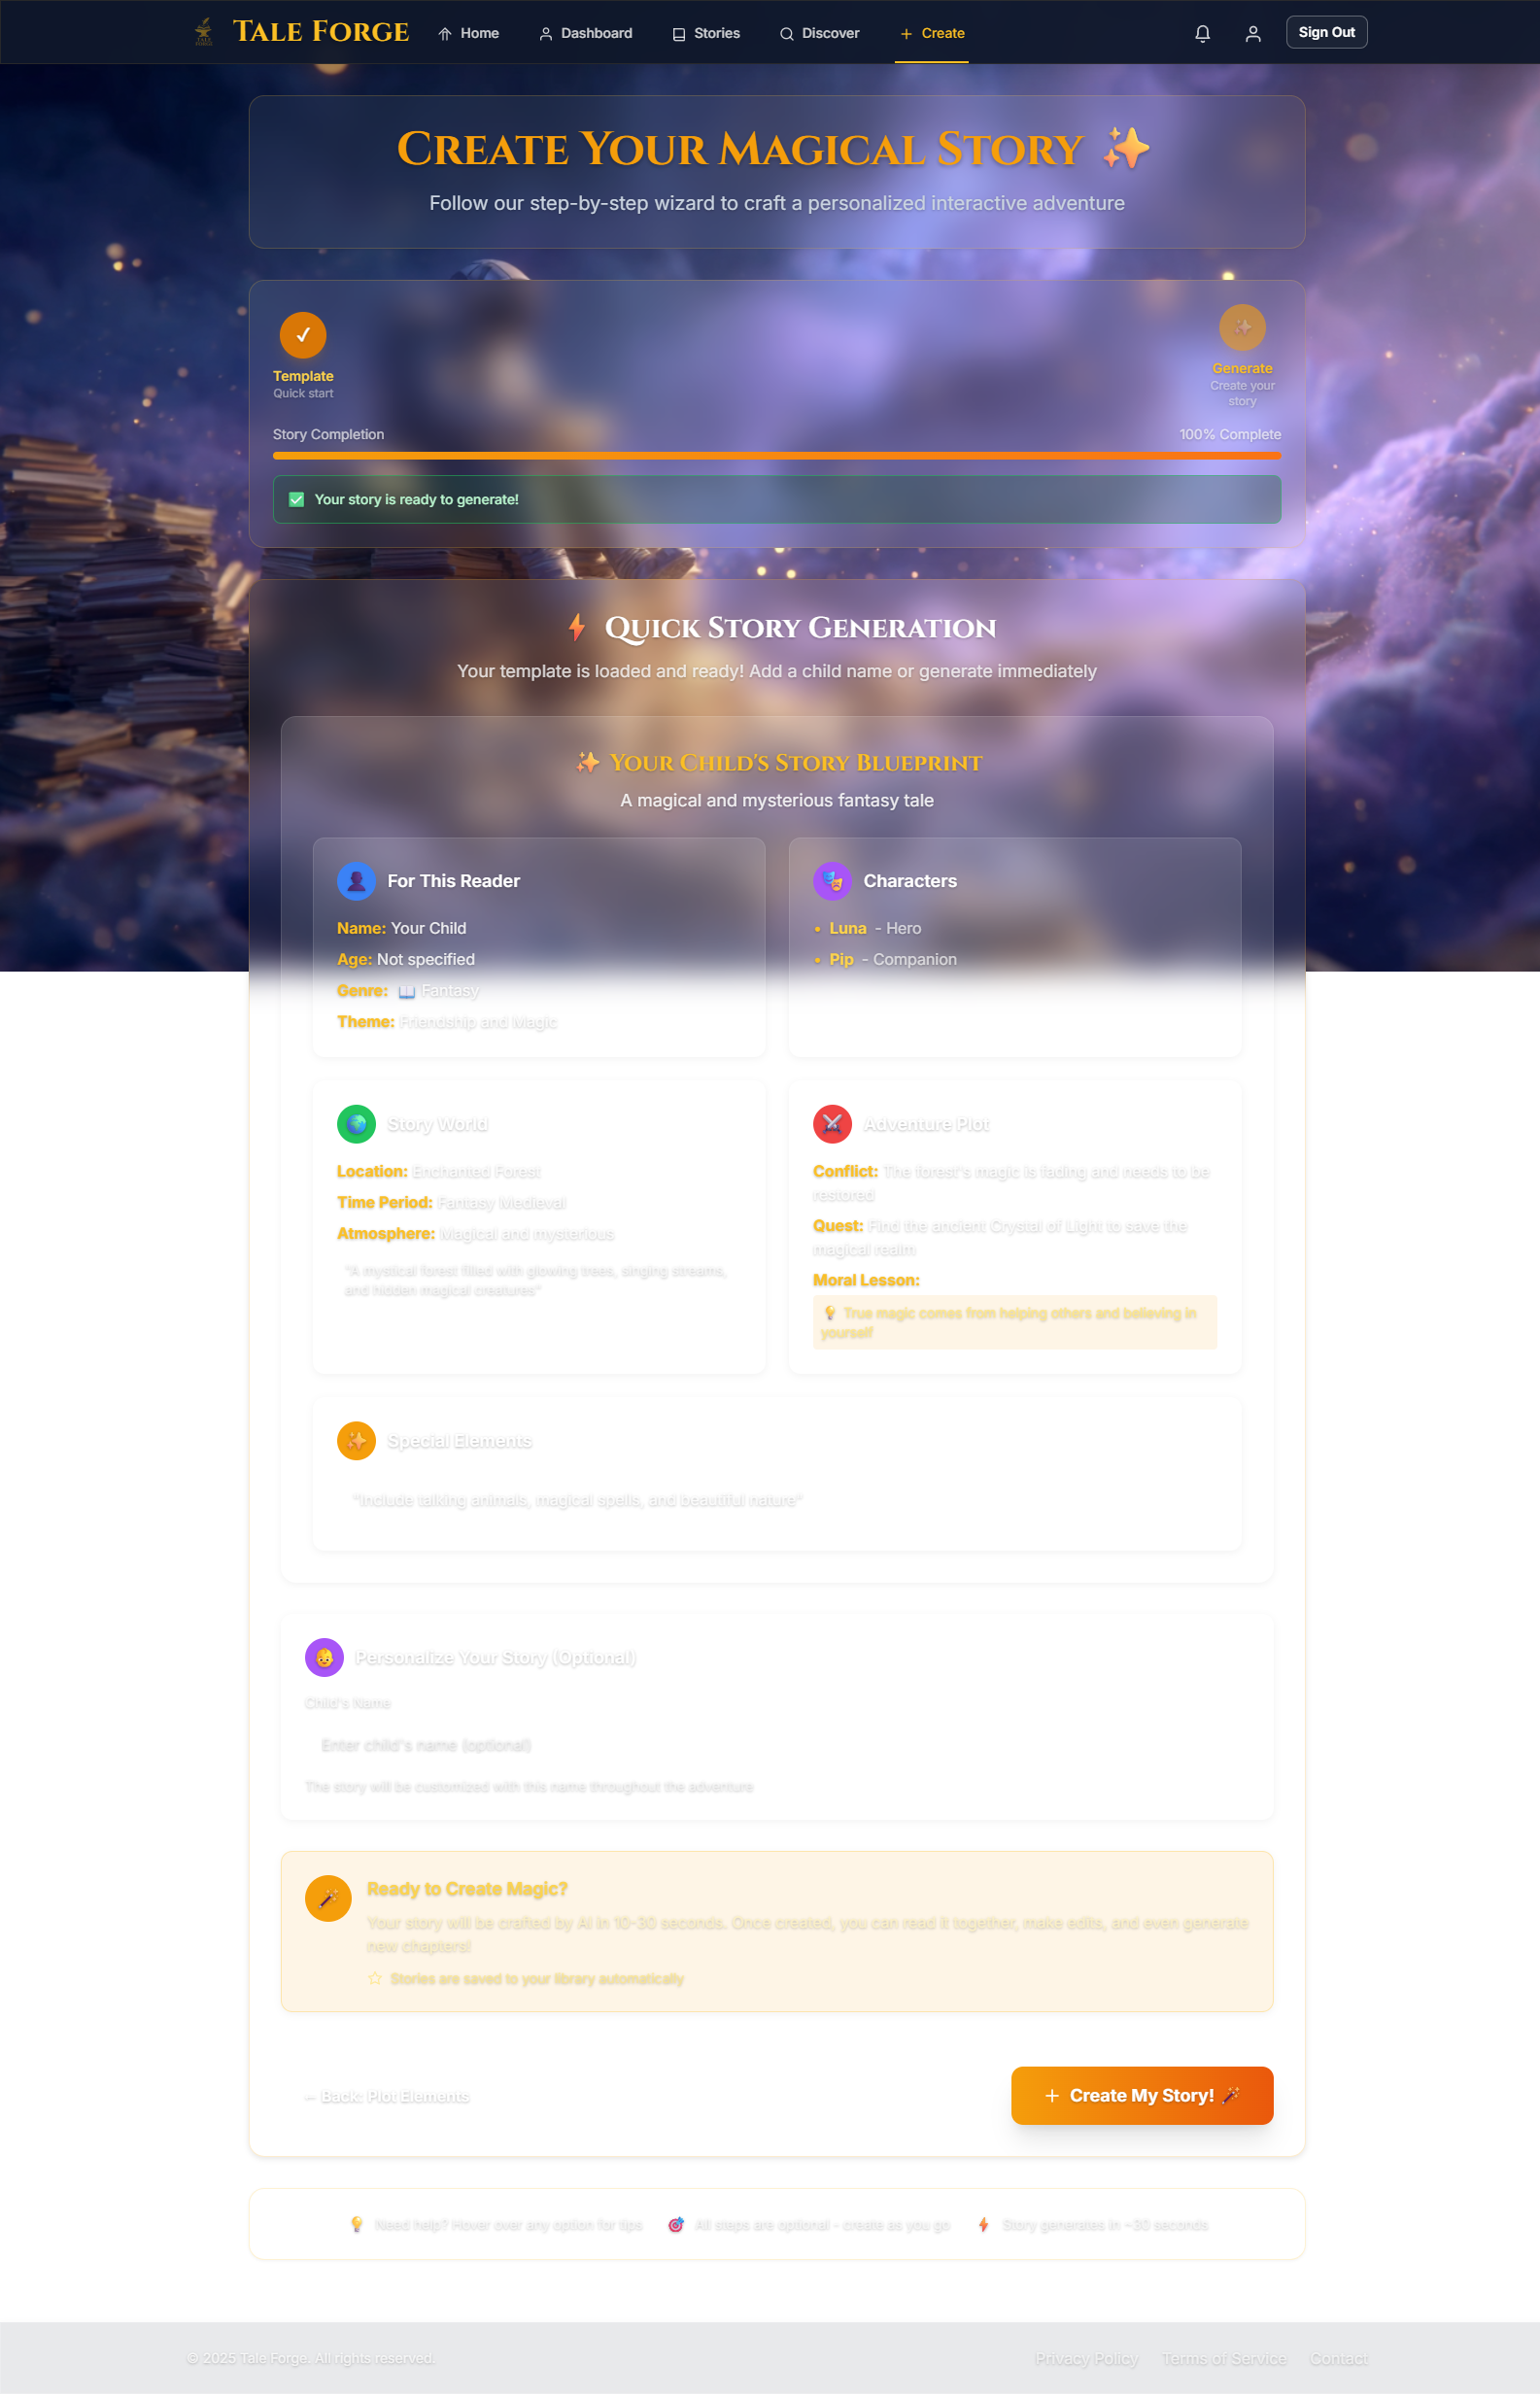 TALE FORGE
Tale Forge
Home
Dashboard
Stories
Discover
Create
Sign Out
Create Your Magical Story ✨
Follow our step-by-step wizard to craft a personalized interactive adventure
Template
Quick start
Generate
Create your
story
Story Completion
100% Complete
✅ Your story is ready to generate!
⚡ Quick Story Generation
Your template is loaded and ready! Add a child name or generate immediately
✨ Your Child's Story Blueprint
A magical and mysterious fantasy tale
For This Reader
Name: Your Child
Age: Not specified
Genre: 📖 Fantasy
Theme: Friendship and Magic
Characters
• Luna - Hero
• Pip - Companion
Story World
Location: Enchanted Forest
Time Period: Fantasy Medieval
Atmosphere: Magical and mysterious
"A mystical forest filled with glowing trees, singing streams,
and hidden magical creatures"
Adventure Plot
Conflict: The forest's magic is fading and needs to be
restored
Quest: Find the ancient Crystal of Light to save the
magical realm
Moral Lesson:
💡 True magic comes from helping others and believing in
yourself
Special Elements
"Include talking animals, magical spells, and beautiful nature"
Personalize Your Story (Optional)
Child's Name
Enter child's name (optional)
The story will be customized with this name throughout the adventure
Ready to Create Magic?
Your story will be crafted by AI in 10-30 seconds. Once created, you can read it together, make edits, and even generate
new chapters!
Stories are saved to your library automatically
← Back: Plot Elements
+ Create My Story! 🪄
💡 Need help? Hover over any option for tips
🎯 All steps are optional - create as you go
⚡ Story generates in ~30 seconds
© 2025 Tale Forge. All rights reserved.
Privacy Policy
Terms of Service
Contact